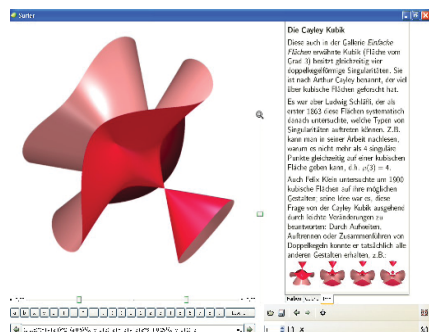 Surfer
Die Cayley Kubik
Diese auch in der Gallerie Einfache
Flächen erwähnte Kubik (Fläche vom
Grad 3) besitzt gleichzeitig vier
doppelkegelförmige Singularitäten. Sie
ist nach Arthur Cayley benannt, der viel
über kubische Flächen geforscht hat.
Es war aber Ludwig Schläfli, der als
erster 1863 diese Flächen systematisch
danach untersuchte, welche Typen von
Singularitäten auftreten können. Z.B.
kann man in seiner Arbeit nachlesen,
warum es nicht mehr als 4 singuläre
Punkte gleichzeitig auf einer kubischen
Fläche geben kann, d.h. μ(3) = 4.
Auch Felix Klein untersuchte um 1900
kubische Flächen auf ihre möglichen
Gestalten; seine Idee war es, diese
Frage von der Cayley Kubik ausgehend
durch leichte Veränderungen zu
beantworten: Durch Aufweiten,
Auftrennen oder Zusammenführen von
Doppelkegeln konnte er tatsächlich alle
anderen Gestalten erhalten, z.B.: